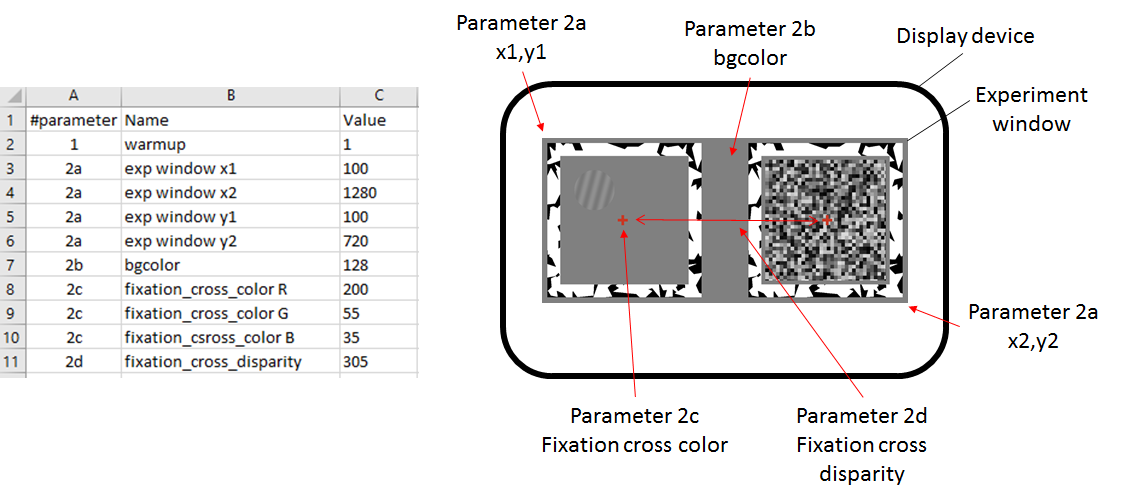 A B C
1 #parameter Name Value
2 1 warmup 1
3 2a exp window x1 100
4 2a exp window x2 1280
5 2a exp window y1 100
6 2a exp window y2 720
7 2b bgcolor 128
8 2c fixation_cross_color R 200
9 2c fixation_cross_color G 55
10 2c fixation_csross_color B 35
11 2d fixation_cross_disparity 305
Parameter 2a
x1,y1
Parameter 2b
bgcolor
Display device
Experiment
window
Parameter 2a
x2,y2
Parameter 2c
Fixation cross color
Parameter 2d
Fixation cross
disparity